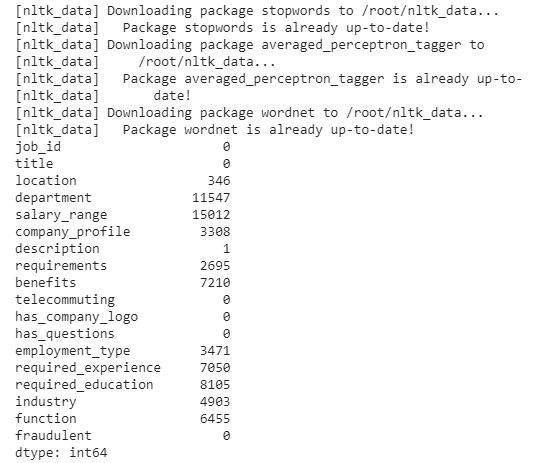 [nltk_data] Downloading package stopwords to /root/nltk_data...
[nltk_data]   Package stopwords is already up-to-date!
[nltk_data] Downloading package averaged_perceptron_tagger to
[nltk_data]     /root/nltk_data...
[nltk_data]   Package averaged_perceptron_tagger is already up-to-
[nltk_data]       date!
[nltk_data] Downloading package wordnet to /root/nltk_data...
[nltk_data]   Package wordnet is already up-to-date!
job_id                     0
title                      0
location                 346
department             11547
salary_range           15012
company_profile         3308
description                1
requirements            2695
benefits                7210
telecommuting              0
has_company_logo           0
has_questions              0
employment_type         3471
required_experience     7050
required_education      8105
industry                4903
function                6455
fraudulent                 0
dtype: int64